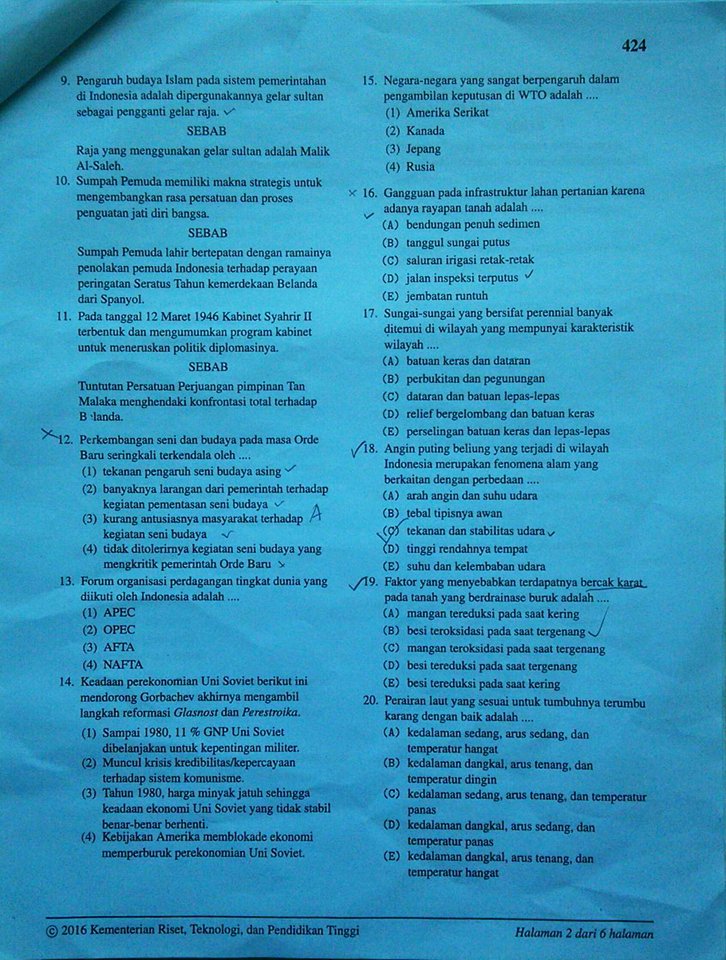 424
9. Pengaruh budaya Islam pada sistem pemerintahan
di Indonesia adalah dipergunakannya gelar sultan
sebagai pengganti gelar raja.
SEBAB
Raja yang menggunakan gelar sultan adalah Malik
Al-Saleh.
10. Sumpah Pemuda memiliki makna strategis untuk
mengembangkan rasa persatuan dan proses
penguatan jati diri bangsa.
SEBAB
Sumpah Pemuda lahir bertepatan dengan ramainya
penolakan pemuda Indonesia terhadap perayaan
peringatan Seratus Tahun kemerdekaan Belanda
dari Spanyol.
11. Pada tanggal 12 Maret 1946 Kabinet Syahrir II
terbentuk dan mengumumkan program kabinet
untuk meneruskan politik diplomasinya.
SEBAB
Tuntutan Persatuan Perjuangan pimpinan Tan
Malaka menghendaki konfrontasi total terhadap
B landa.
12. Perkembangan seni dan budaya pada masa Orde
Baru seringkali terkendala oleh ....
(1) tekanan pengaruh seni budaya asing
(2) banyaknya larangan dari pemerintah terhadap
kegiatan pementasan seni budaya
(3) kurang antusiasnya masyarakat terhadap A
kegiatan seni budaya
(4) tidak ditolerirnya kegiatan seni budaya yang
mengkritik pemerintah Orde Baru
13. Forum organisasi perdagangan tingkat dunia yang
diikuti oleh Indonesia adalah ....
(1) APEC
(2) OPEC
(3) AFTA
(4) NAFTA
14. Keadaan perekonomian Uni Soviet berikut ini
mendorong Gorbachev akhirnya mengambil
langkah reformasi Glasnost dan Perestroika.
(1) Sampai 1980, 11 % GNP Uni Soviet
dibelanjakan untuk kepentingan militer.
(2) Muncul krisis kredibilitas/kepercayaan
terhadap sistem komunisme.
(3) Tahun 1980, harga minyak jatuh sehingga
keadaan ekonomi Uni Soviet yang tidak stabil
benar-benar berhenti.
(4) Kebijakan Amerika memblokade ekonomi
memperburuk perekonomian Uni Soviet.
15. Negara-negara yang sangat berpengaruh dalam
pengambilan keputusan di WTO adalah ....
(1) Amerika Serikat
(2) Kanada
(3) Jepang
(4) Rusia
16. Gangguan pada infrastruktur lahan pertanian karena
adanya rayapan tanah adalah ....
(A) bendungan penuh sedimen
(B) tanggul sungai putus
(C) saluran irigasi retak-retak
(D) jalan inspeksi terputus
(E) jembatan runtuh
17. Sungai-sungai yang bersifat perennial banyak
ditemui di wilayah yang mempunyai karakteristik
wilayah ....
(A) batuan keras dan dataran
(B) perbukitan dan pegunungan
(C) dataran dan batuan lepas-lepas
(D) relief bergelombang dan batuan keras
(E) perselingan batuan keras dan lepas-lepas
18. Angin puting beliung yang terjadi di wilayah
Indonesia merupakan fenomena alam yang
berkaitan dengan perbedaan ....
(A) arah angin dan suhu udara
(B) tebal tipisnya awan
(C) tekanan dan stabilitas udara
(D) tinggi rendahnya tempat
(E) suhu dan kelembaban udara
19. Faktor yang menyebabkan terdapatnya bercak karat
pada tanah yang berdrainase buruk adalah ....
(A) mangan tereduksi pada saat kering
(B) besi teroksidasi pada saat tergenang
(C) mangan teroksidasi pada saat tergenang
(D) besi tereduksi pada saat tergenang
(E) besi tereduksi pada saat kering
20. Perairan laut yang sesuai untuk tumbuhnya terumbu
karang dengan baik adalah ....
(A) kedalaman sedang, arus sedang, dan
temperatur hangat
(B) kedalaman dangkal, arus tenang, dan
temperatur dingin
(C) kedalaman sedang, arus tenang, dan temperatur
panas
(D) kedalaman dangkal, arus sedang, dan
temperatur panas
(E) kedalaman dangkal, arus tenang, dan
temperatur hangat
© 2016 Kementerian Riset, Teknologi, dan Pendidikan Tinggi
Halaman 2 dari 6 halaman